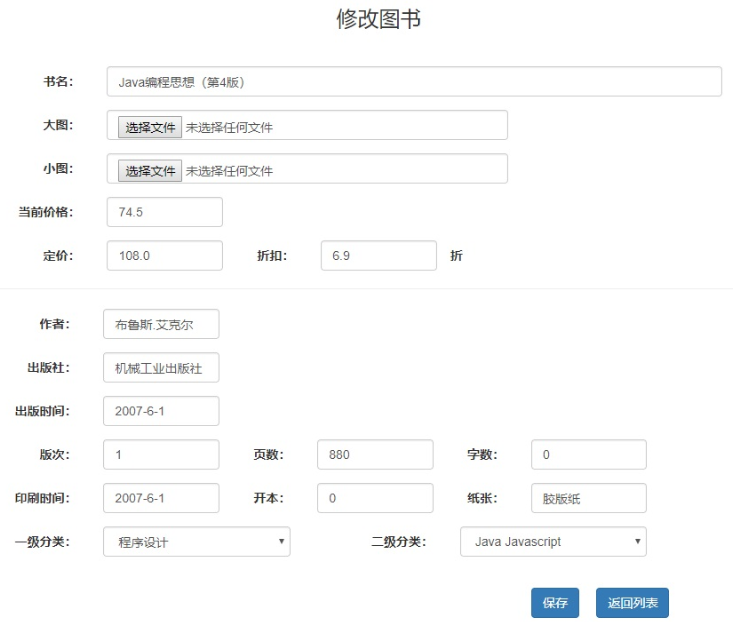 修改图书
书名: Java编程思想（第4版）
大图: 选择文件 未选择任何文件
小图: 选择文件 未选择任何文件
当前价格: 74.5
定价: 108.0 折扣: 6.9 折
作者: 布鲁斯.艾克尔
出版社: 机械工业出版社
出版时间: 2007-6-1
版次: 1 页数: 880 字数: 0
印刷时间: 2007-6-1 开本: 0 纸张: 胶版纸
一级分类: 程序设计 二级分类: Java Javascript
保存 返回列表